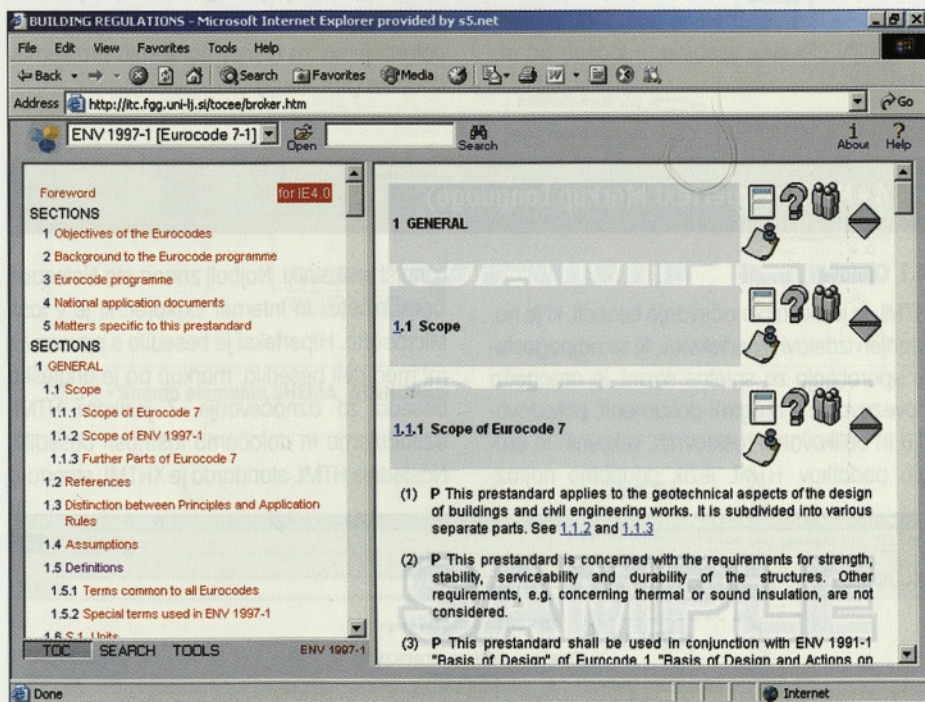 BUILDING REGULATIONS - Microsoft Internet Explorer provided by s5.net
File Edit View Favorites Tools Help
Back Search Favorites Media
Address http://itc.fgg.uni-lj.si/tocee/broker.htm Go
ENV 1997-1 [Eurocode 7-1] Open Search About Help
Foreword for IE4.0
SECTIONS
1 Objectives of the Eurocodes
2 Background to the Eurocode programme
3 Eurocode programme
4 National application documents
5 Matters specific to this prestandard
SECTIONS
1 GENERAL
1.1 Scope
1.1.1 Scope of Eurocode 7
1.1.2 Scope of ENV 1997-1
1.1.3 Further Parts of Eurocode 7
1.2 References
1.3 Distinction between Principles and Application
Rules
1.4 Assumptions
1.5 Definitions
1.5.1 Terms common to all Eurocodes
1.5.2 Special terms used in ENV 1997-1
1.6 S.1. Units
TOC SEARCH TOOLS ENV 1997-1
1 GENERAL
1.1 Scope
1.1.1 Scope of Eurocode 7
(1) P This prestandard applies to the geotechnical aspects of the design
of buildings and civil engineering works. It is subdivided into various
separate parts. See 1.1.2 and 1.1.3
(2) P This prestandard is concerned with the requirements for strength,
stability, serviceability and durability of the structures. Other
requirements, e.g. concerning thermal or sound insulation, are not
considered.
(3) P This prestandard shall be used in conjunction with ENV 1991-1
"Basis of Design" of Eurocode 1 "Basis of Design and Actions on
SAMPLE
Done Internet